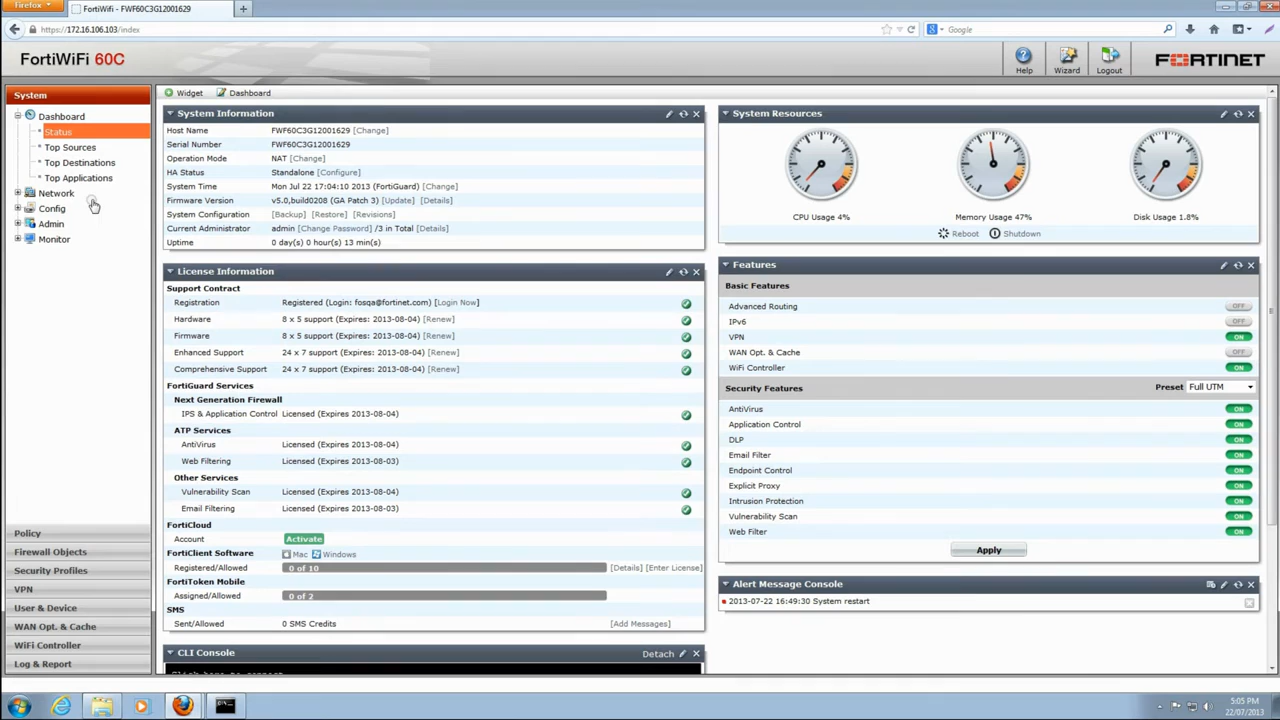 Firefox
FortiWifi - FWF60C3G12001629
https://172.16.106.103/index
Google
FortiWiFi 60C
Help
Wizard
Logout
FORTINET
System
Dashboard
Status
Top Sources
Top Destinations
Top Applications
Network
Config
Admin
Monitor
Policy
Firewall Objects
Security Profiles
VPN
User & Device
WAN Opt. & Cache
WiFi Controller
Log & Report
Widget Dashboard
System Information
Host Name FWF60C3G12001629 [Change]
Serial Number FWF60C3G12001629
Operation Mode NAT [Change]
HA Status Standalone [Configure]
System Time Mon Jul 22 17:04:10 2013 (FortiGuard) [Change]
Firmware Version v5.0,build0208 (GA Patch 3) [Update] [Details]
System Configuration [Backup] [Restore] [Revisions]
Current Administrator admin [Change Password] /3 in Total [Details]
Uptime 0 day(s) 0 hour(s) 13 min(s)
License Information
Support Contract
Registration Registered (Login: fosqa@fortinet.com) [Login Now]
Hardware 8 x 5 support (Expires: 2013-08-04) [Renew]
Firmware 8 x 5 support (Expires: 2013-08-04) [Renew]
Enhanced Support 24 x 7 support (Expires: 2013-08-04) [Renew]
Comprehensive Support 24 x 7 support (Expires: 2013-08-04) [Renew]
FortiGuard Services
Next Generation Firewall
IPS & Application Control Licensed (Expires 2013-08-04)
ATP Services
AntiVirus Licensed (Expires 2013-08-04)
Web Filtering Licensed (Expires 2013-08-03)
Other Services
Vulnerability Scan Licensed (Expires 2013-08-04)
Email Filtering Licensed (Expires 2013-08-03)
FortiCloud
Account Activate
FortiClient Software Mac Windows
Registered/Allowed 0 of 10 [Details] [Enter License]
FortiToken Mobile
Assigned/Allowed 0 of 2
SMS
Sent/Allowed 0 SMS Credits [Add Messages]
CLI Console Detach
System Resources
CPU Usage 4% Memory Usage 47% Disk Usage 1.8%
Reboot Shutdown
Features
Basic Features
Advanced Routing OFF
IPv6 OFF
VPN ON
WAN Opt. & Cache OFF
WiFi Controller ON
Security Features Preset Full UTM
AntiVirus ON
Application Control ON
DLP ON
Email Filter ON
Endpoint Control ON
Explicit Proxy ON
Intrusion Protection ON
Vulnerability Scan ON
Web Filter ON
Apply
Alert Message Console
2013-07-22 16:49:30 System restart
5:05 PM
22/07/2013